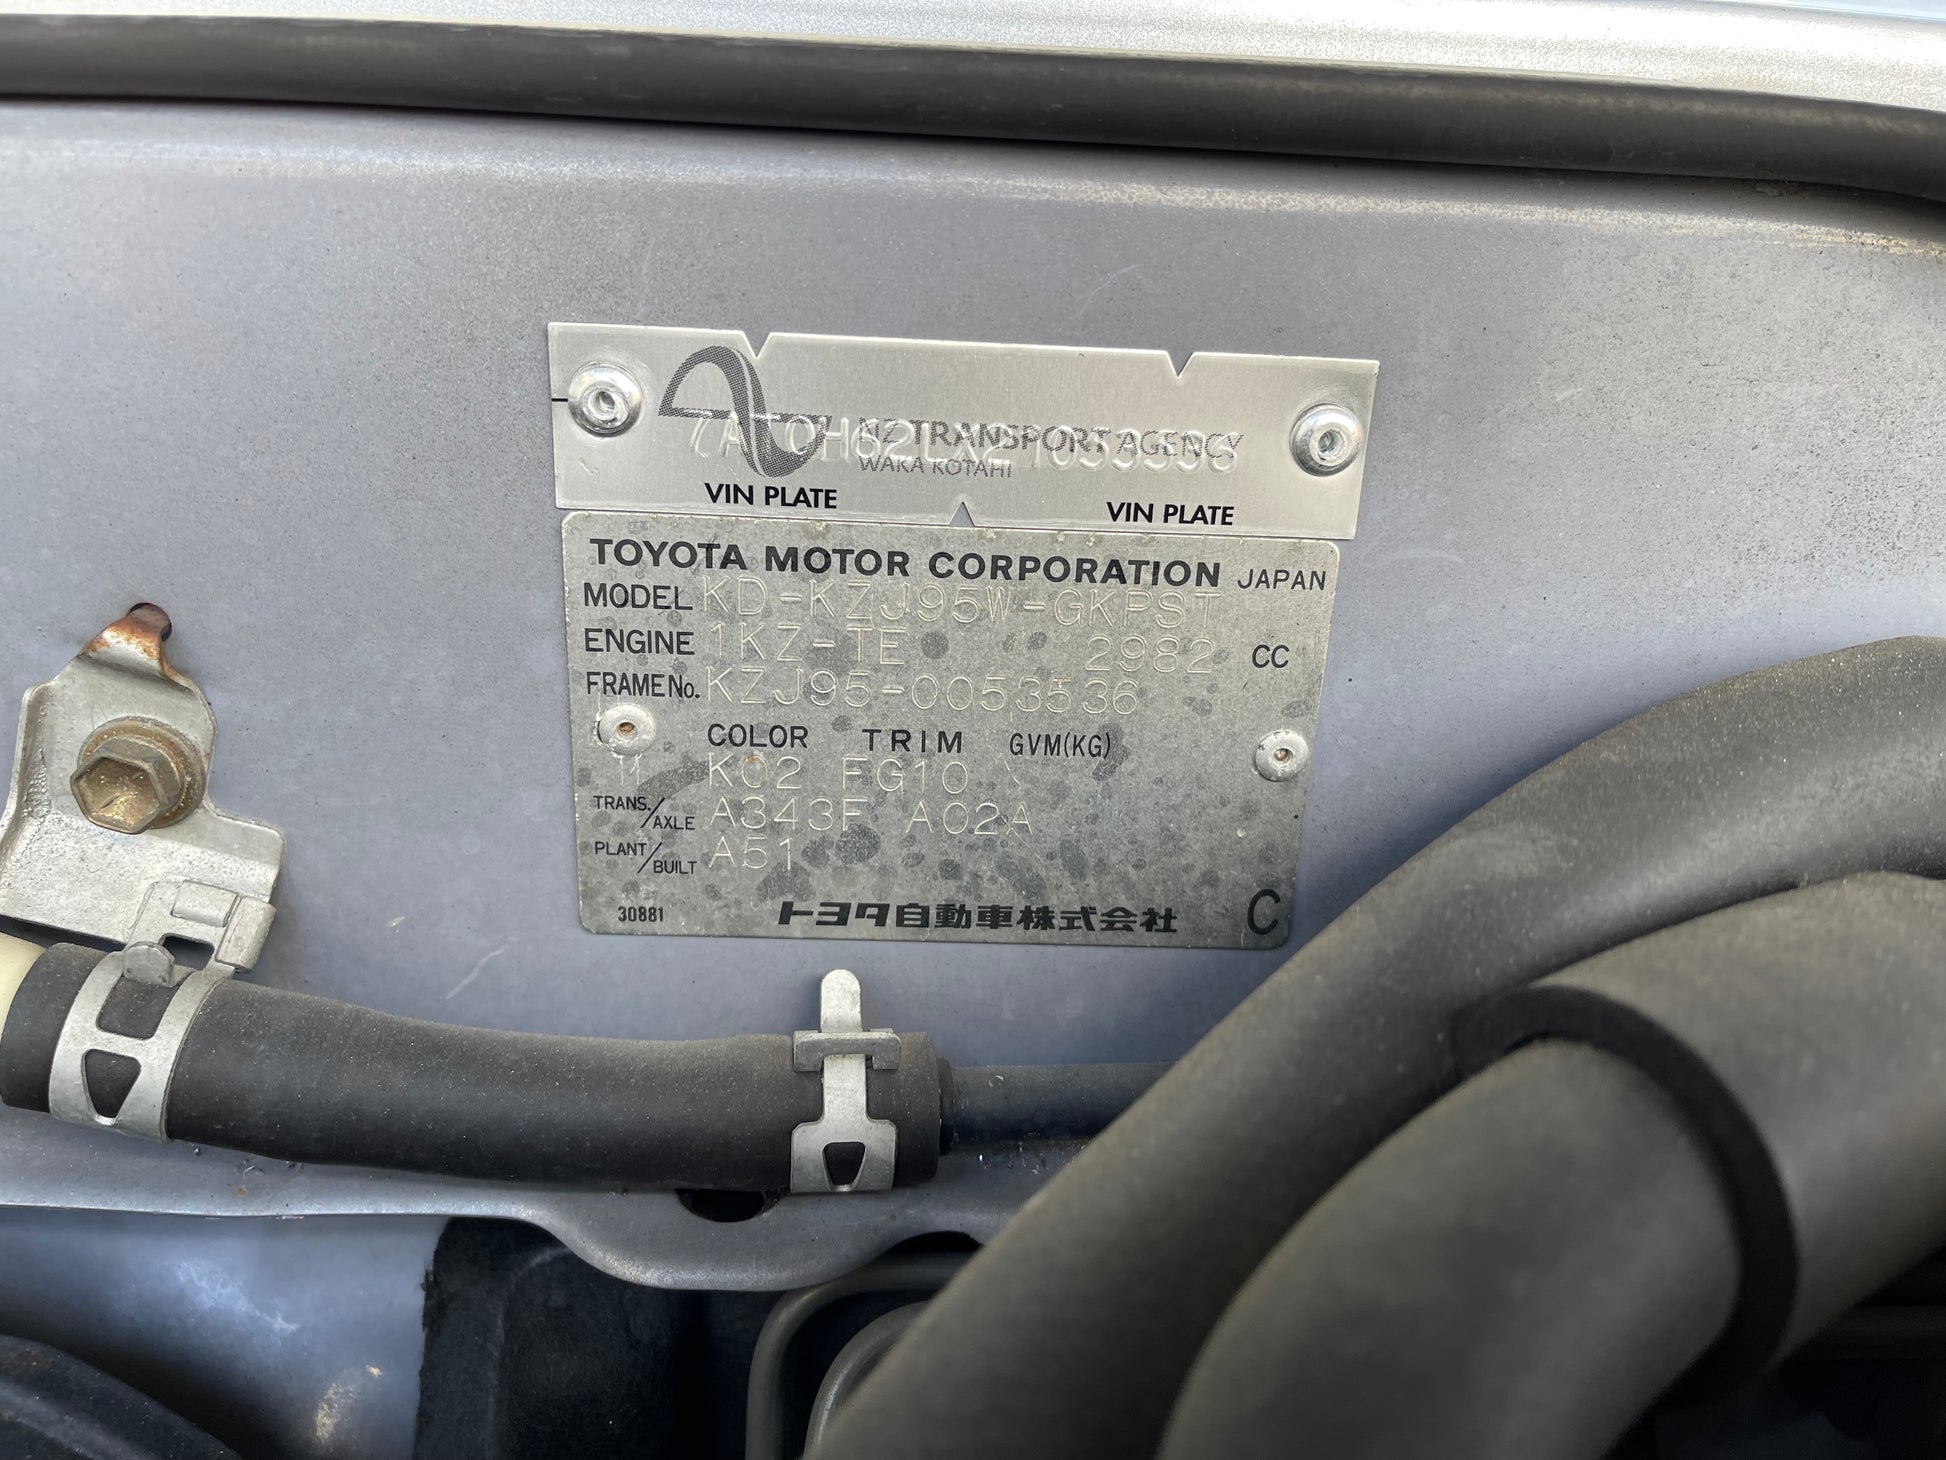 7AT0H62LX21053536
NZ TRANSPORT AGENCY
WAKA KOTAHI
VIN PLATE VIN PLATE
TOYOTA MOTOR CORPORATION JAPAN
MODEL KD-KZJ95W-GKPST
ENGINE 1KZ-TE 2982 CC
FRAME No. KZJ95-0053536
COLOR TRIM GVM(KG)
K02 FG10
TRANS./AXLE A343F A02A
PLANT/BUILT A51
30881 トヨタ自動車株式会社 C